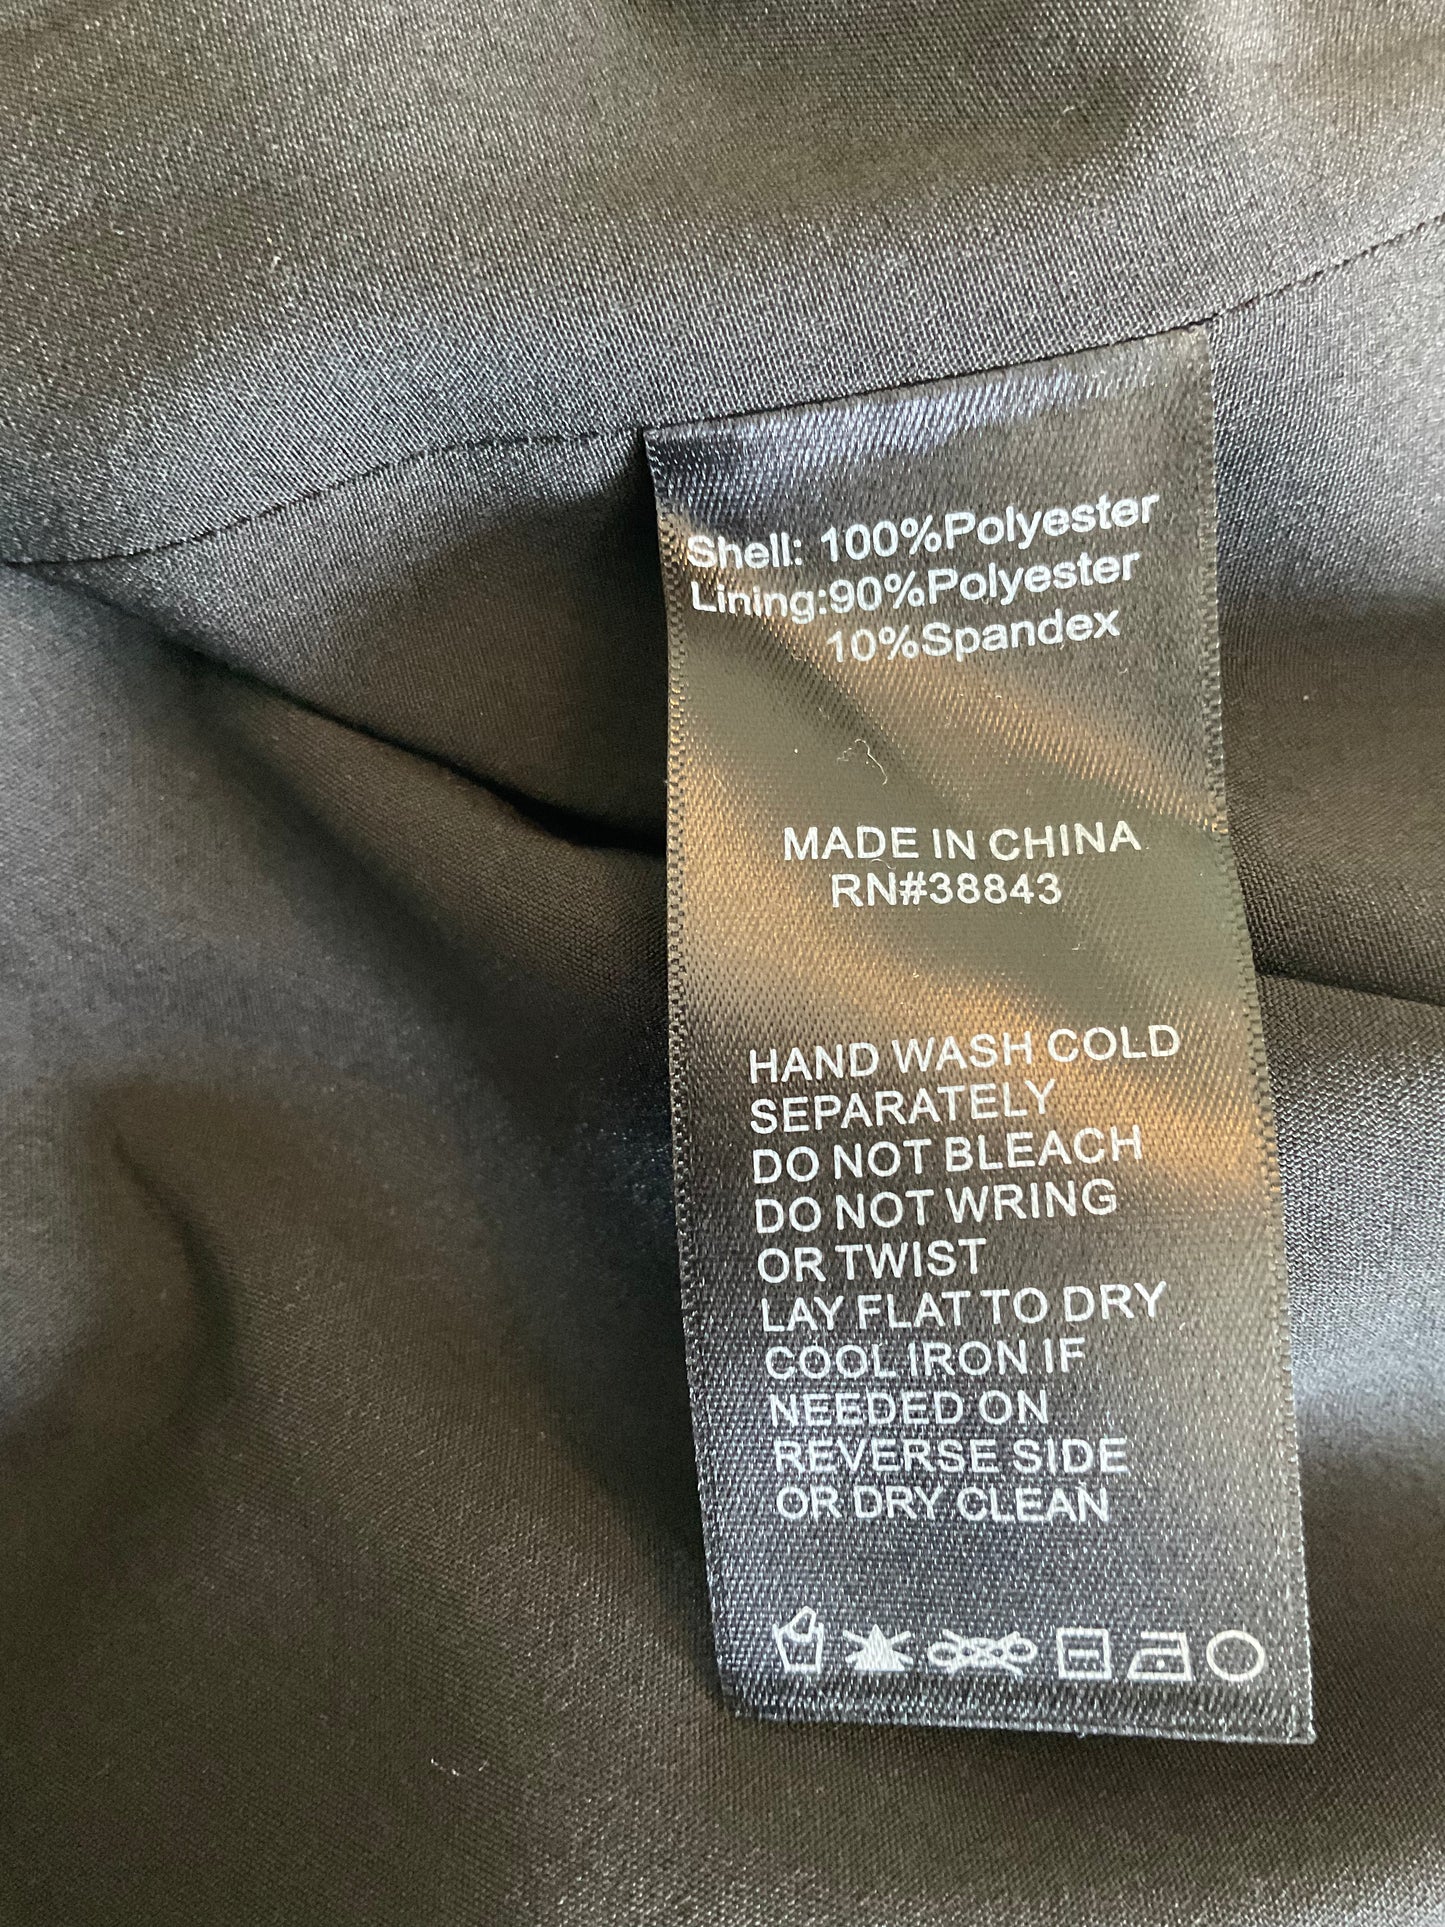 Shell: 100%Polyester
Lining:90%Polyester
10%Spandex
MADE IN CHINA
RN#38843
HAND WASH COLD
SEPARATELY
DO NOT BLEACH
DO NOT WRING
OR TWIST
LAY FLAT TO DRY
COOL IRON IF
NEEDED ON
REVERSE SIDE
OR DRY CLEAN